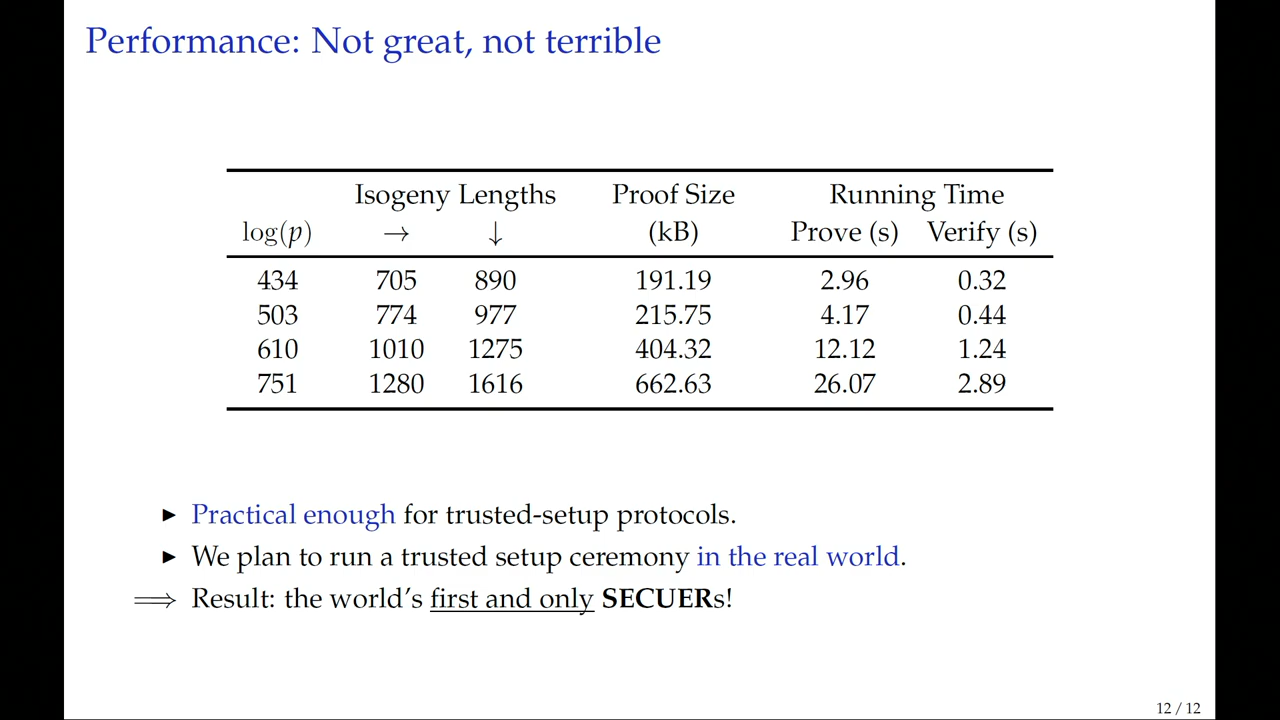 Performance: Not great, not terrible
Isogeny Lengths Proof Size Running Time
log(p) → ↓ (kB) Prove (s) Verify (s)
434 705 890 191.19 2.96 0.32
503 774 977 215.75 4.17 0.44
610 1010 1275 404.32 12.12 1.24
751 1280 1616 662.63 26.07 2.89
▶ Practical enough for trusted-setup protocols.
▶ We plan to run a trusted setup ceremony in the real world.
⟹ Result: the world's first and only SECUERs!
12 / 12